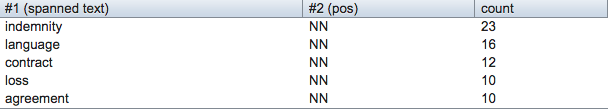 #1 (spanned text) #2 (pos) count
indemnity NN 23
language NN 16
contract NN 12
loss NN 10
agreement NN 10